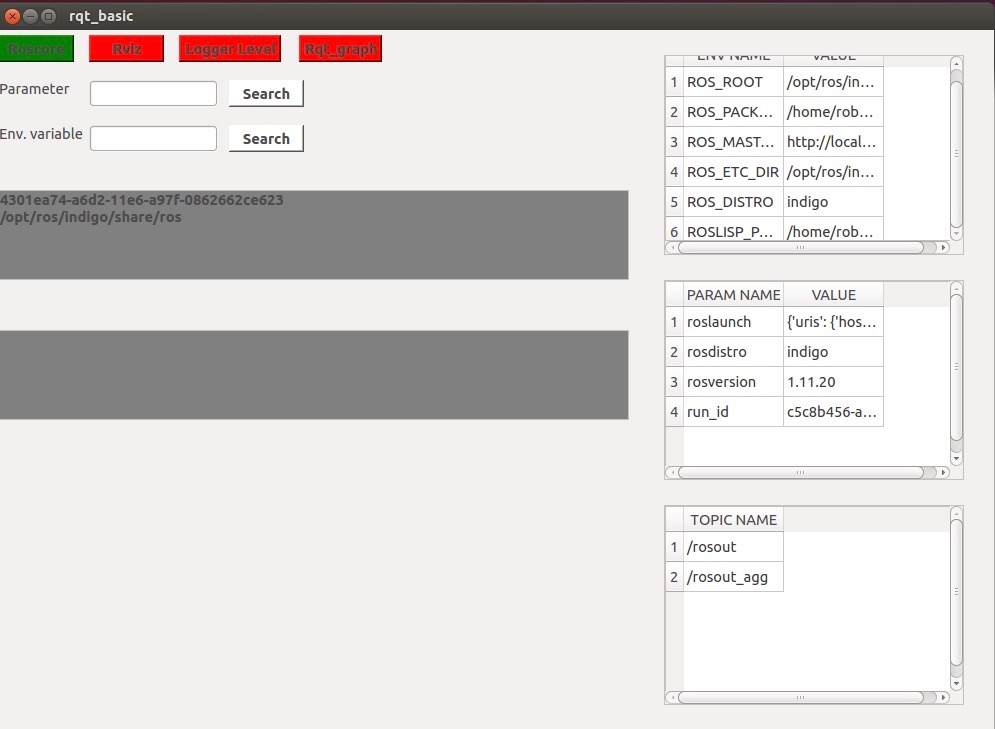 rqt_basic
Roscore Rviz Logger Level Rqt_graph
Parameter Search
Env. variable Search
4301ea74-a6d2-11e6-a97f-0862662ce623
/opt/ros/indigo/share/ros
ENV NAME VALUE
1 ROS_ROOT /opt/ros/in...
2 ROS_PACK... /home/rob...
3 ROS_MAST... http://local...
4 ROS_ETC_DIR /opt/ros/in...
5 ROS_DISTRO indigo
6 ROSLISP_P... /home/rob...
PARAM NAME VALUE
1 roslaunch {'uris': {'hos...
2 rosdistro indigo
3 rosversion 1.11.20
4 run_id c5c8b456-a...
TOPIC NAME
1 /rosout
2 /rosout_agg